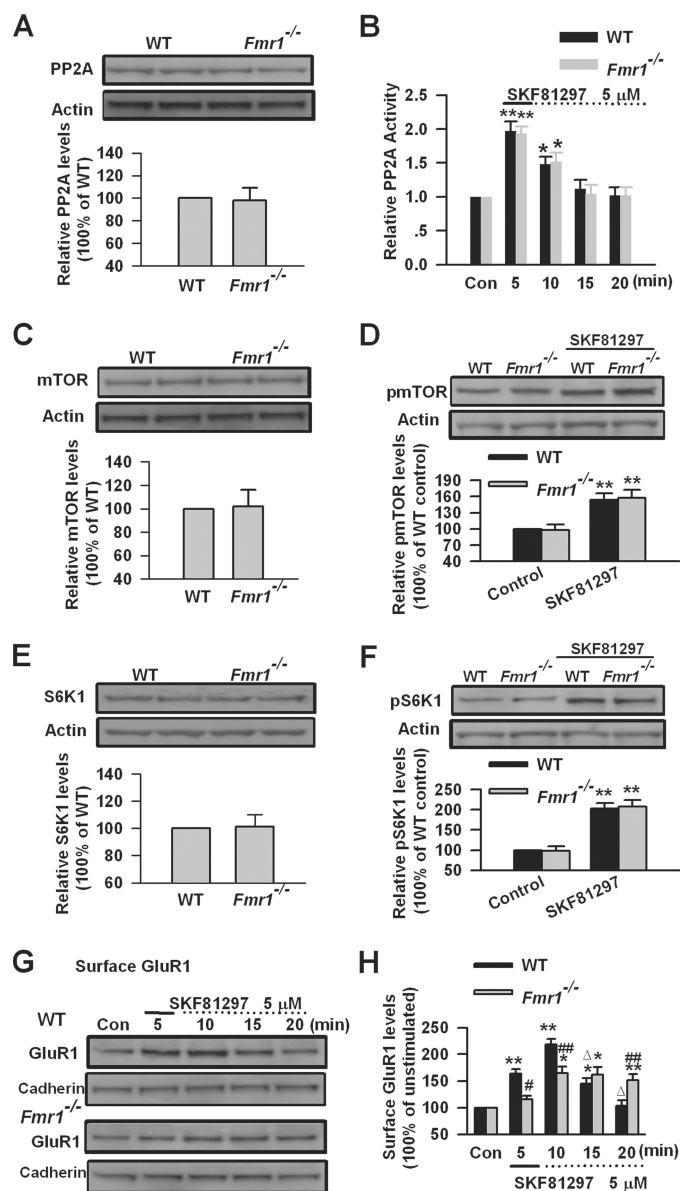 A
WT Fmr1-/-
PP2A
Actin
Relative PP2A levels
(100% of WT)
140
120
100
80
60
40
WT Fmr1-/-
B
WT
Fmr1-/-
SKF81297 5 μM
Relative PP2A Activity
2.5
2.0
1.5
1.0
.5
0.0
** **
* *
Con 5 10 15 20 (min)
C
WT Fmr1-/-
mTOR
Actin
Relative mTOR levels
(100% of WT)
140
120
100
80
60
40
WT Fmr1-/-
D
SKF81297
WT Fmr1-/- WT Fmr1-/-
pmTOR
Actin
WT
Fmr1-/-
Relative pmTOR levels
(100% of WT control)
190
160
130
100
70
40
** **
Control SKF81297
E
WT Fmr1-/-
S6K1
Actin
Relative S6K1 levels
(100% of WT)
140
120
100
80
60
WT Fmr1-/-
F
SKF81297
WT Fmr1-/- WT Fmr1-/-
pS6K1
Actin
WT
Fmr1-/-
Relative pS6K1 levels
(100% of WT control)
250
200
150
100
50
** **
Control SKF81297
G Surface GluR1
SKF81297 5 μM
WT Con 5 10 15 20 (min)
GluR1
Cadherin
Fmr1-/-
GluR1
Cadherin
H
WT
Fmr1-/-
Surface GluR1 levels
(100% of unstimulated)
250
200
150
100
50
** #
** ## *
Δ * *
Δ ## **
Con 5 10 15 20 (min)
SKF81297 5 μM